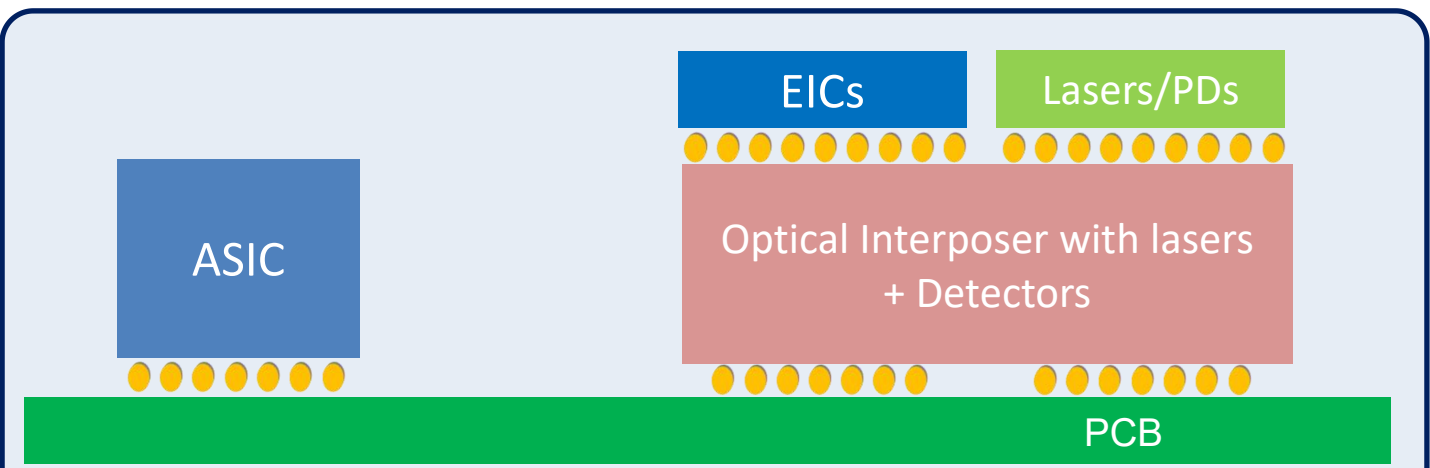 EICs
Lasers/PDs
ASIC
Optical Interposer with lasers
+ Detectors
PCB